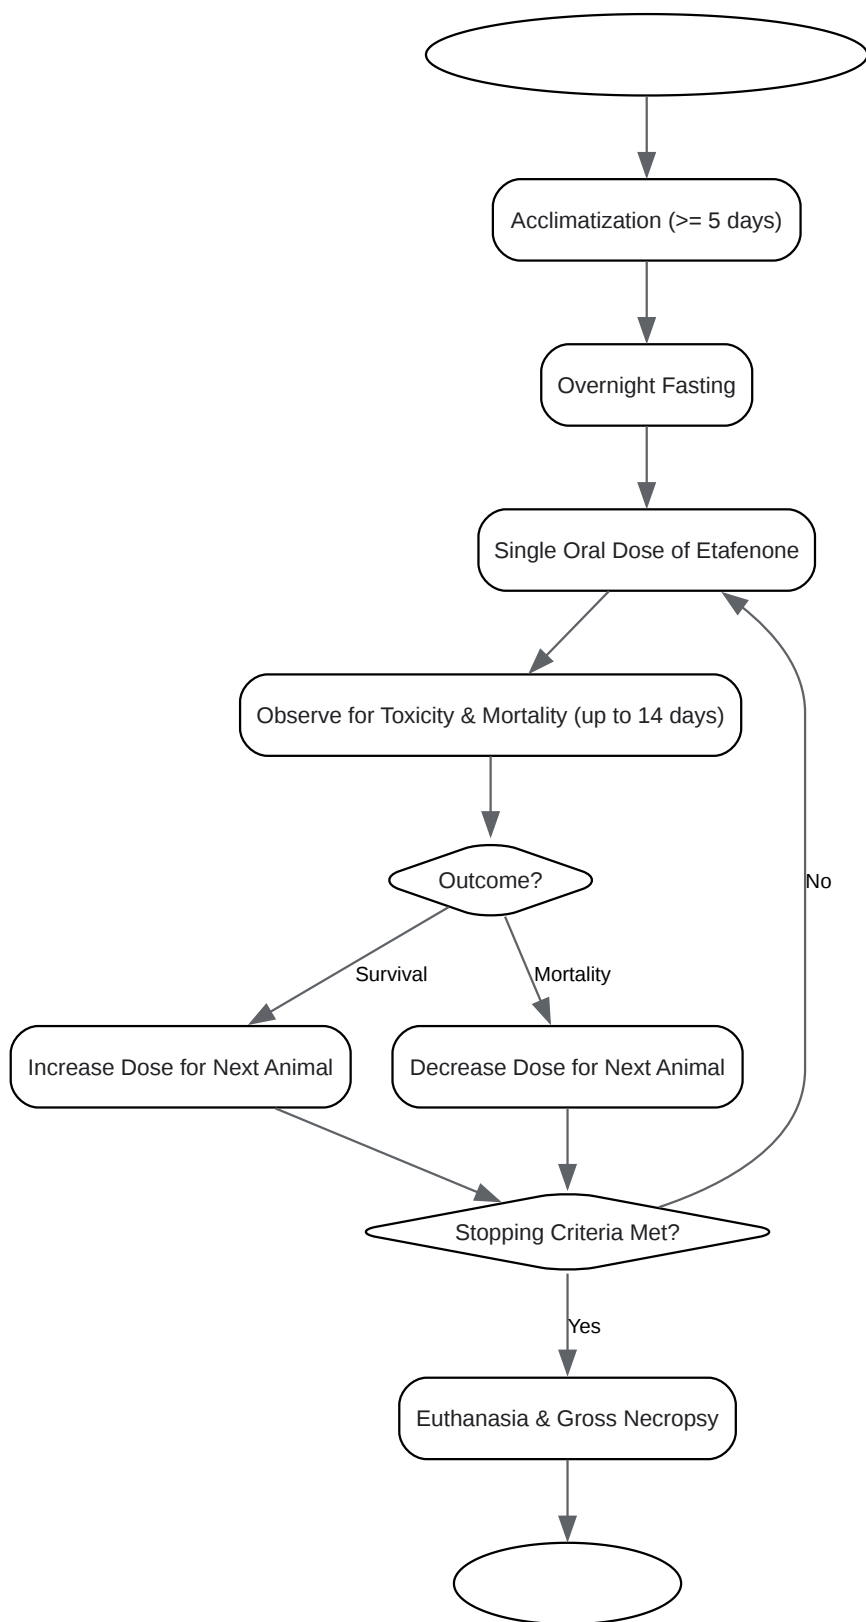 Acclimatization (>= 5 days)
Overnight Fasting
Single Oral Dose of Etafenone
Observe for Toxicity & Mortality (up to 14 days)
Outcome?
No
Survival
Mortality
Increase Dose for Next Animal
Decrease Dose for Next Animal
Stopping Criteria Met?
Yes
Euthanasia & Gross Necropsy